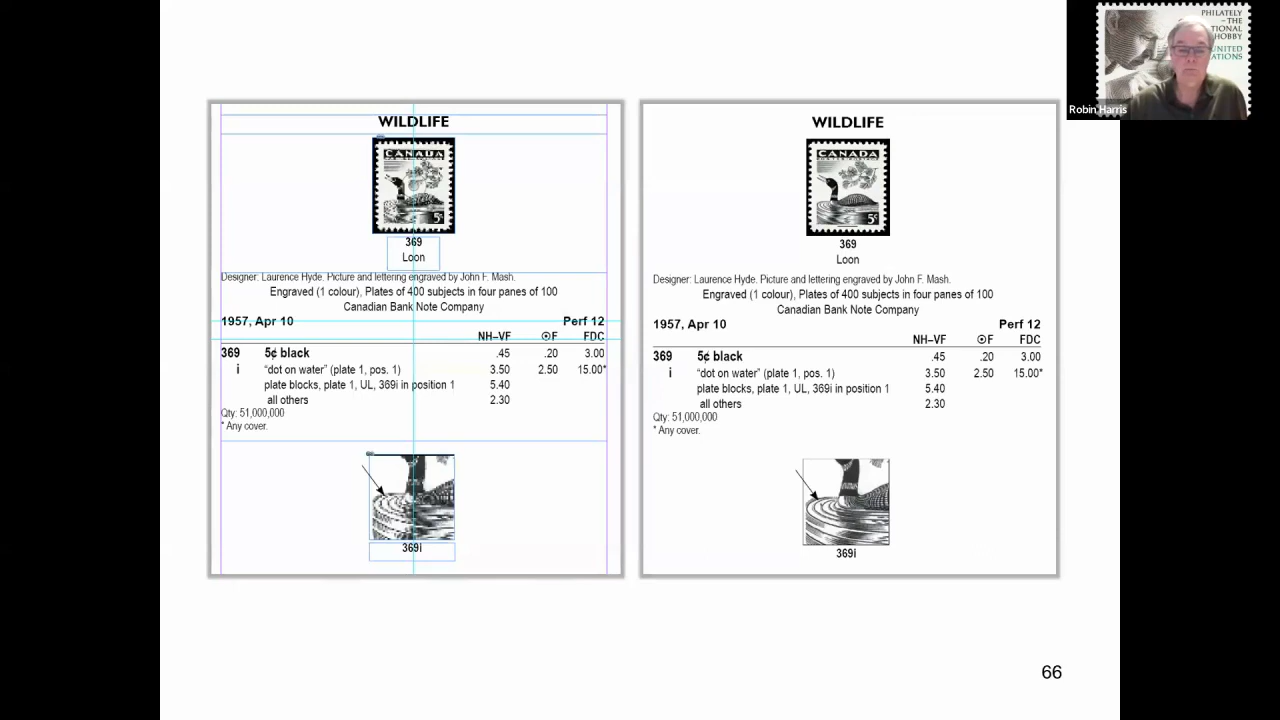 WILDLIFE
CANADA
5¢
369
Loon
Designer: Laurence Hyde. Picture and lettering engraved by John F. Mash.
Engraved (1 colour), Plates of 400 subjects in four panes of 100
Canadian Bank Note Company
1957, Apr 10 Perf 12
NH–VF ⊙F FDC
369 5¢ black .45 .20 3.00
i “dot on water” (plate 1, pos. 1) 3.50 2.50 15.00*
plate blocks, plate 1, UL, 369i in position 1 5.40
all others 2.30
Qty: 51,000,000
* Any cover.
369i
WILDLIFE
CANADA
POSTES POSTAGE
5¢
369
Loon
Designer: Laurence Hyde. Picture and lettering engraved by John F. Mash.
Engraved (1 colour), Plates of 400 subjects in four panes of 100
Canadian Bank Note Company
1957, Apr 10 Perf 12
NH–VF ⊙F FDC
369 5¢ black .45 .20 3.00
i “dot on water” (plate 1, pos. 1) 3.50 2.50 15.00*
plate blocks, plate 1, UL, 369i in position 1 5.40
all others 2.30
Qty: 51,000,000
* Any cover.
369i
66
PHILATELY
– THE
TIONAL
HOBBY
UNITED
ATIONS
Robin Harris